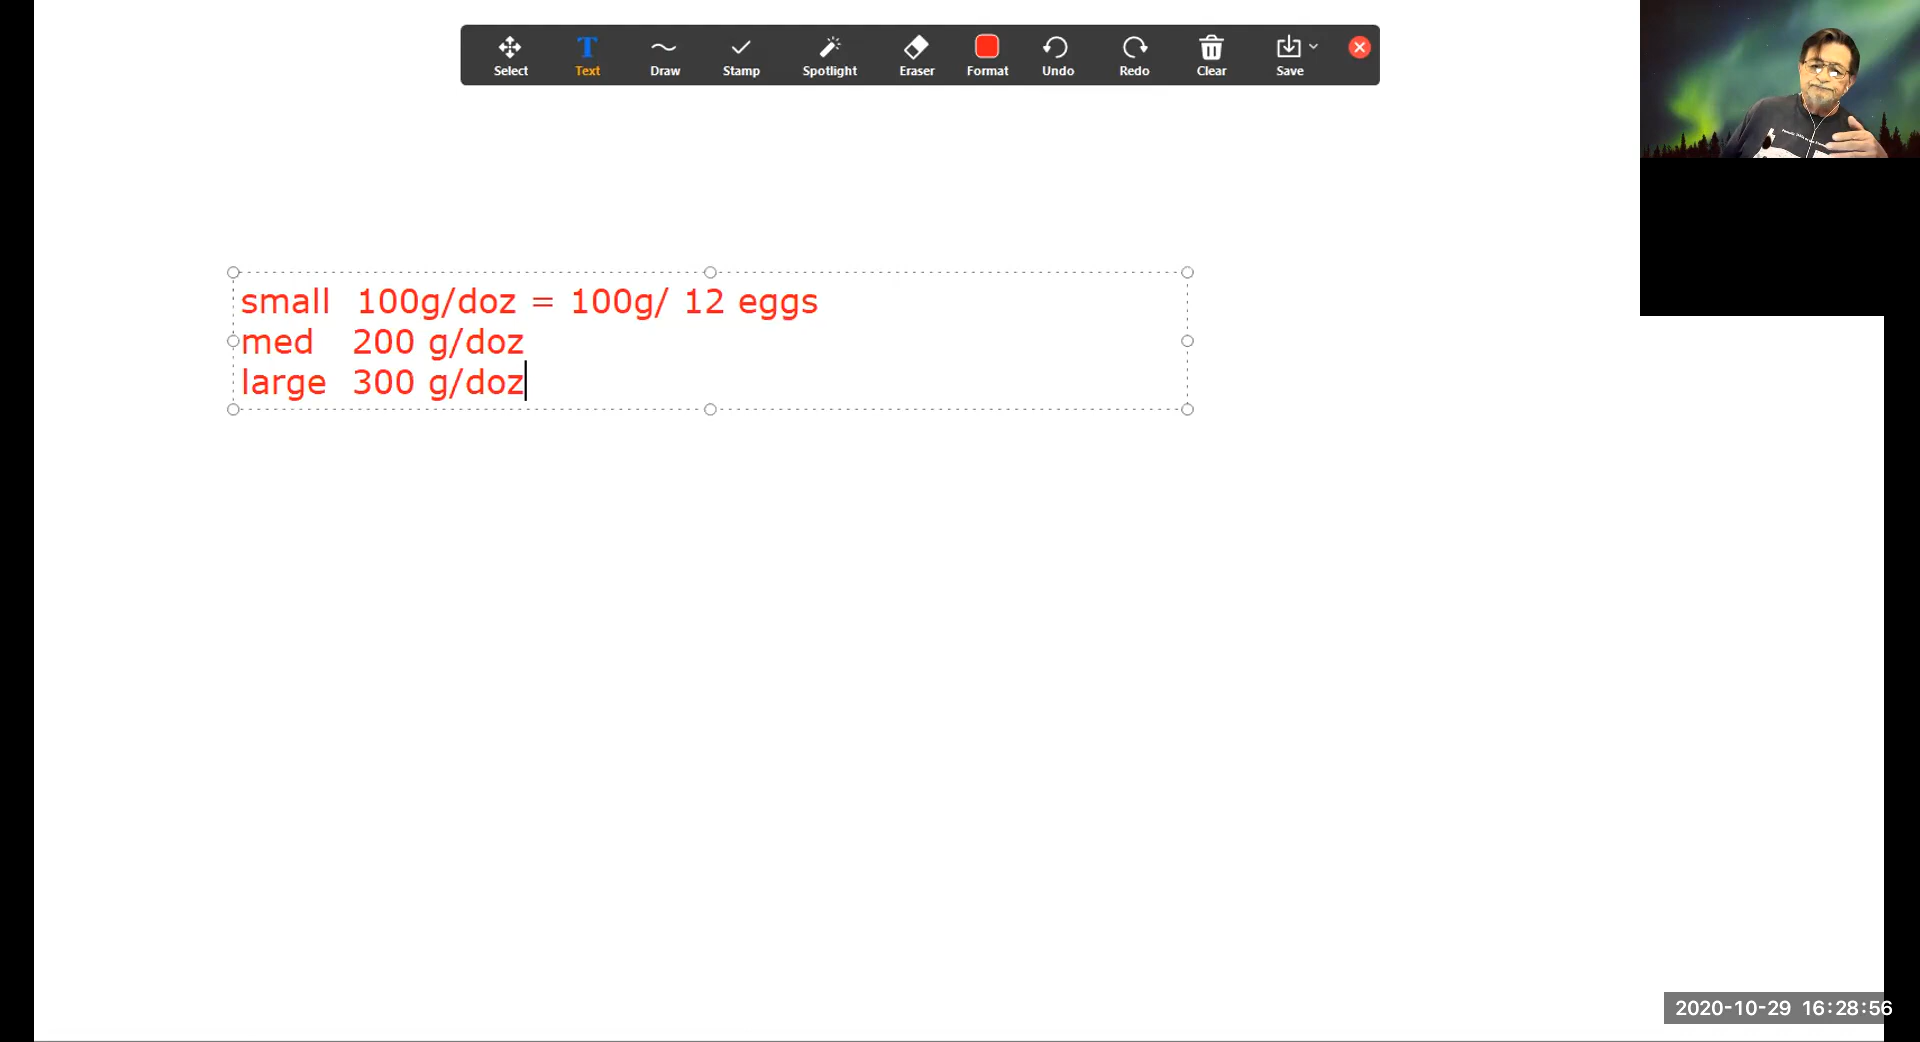 Select Text Draw Stamp Spotlight Eraser Format Undo Redo Clear Save
small 100g/doz = 100g/ 12 eggs
med 200 g/doz
large 300 g/doz
2020-10-29 16:28:56